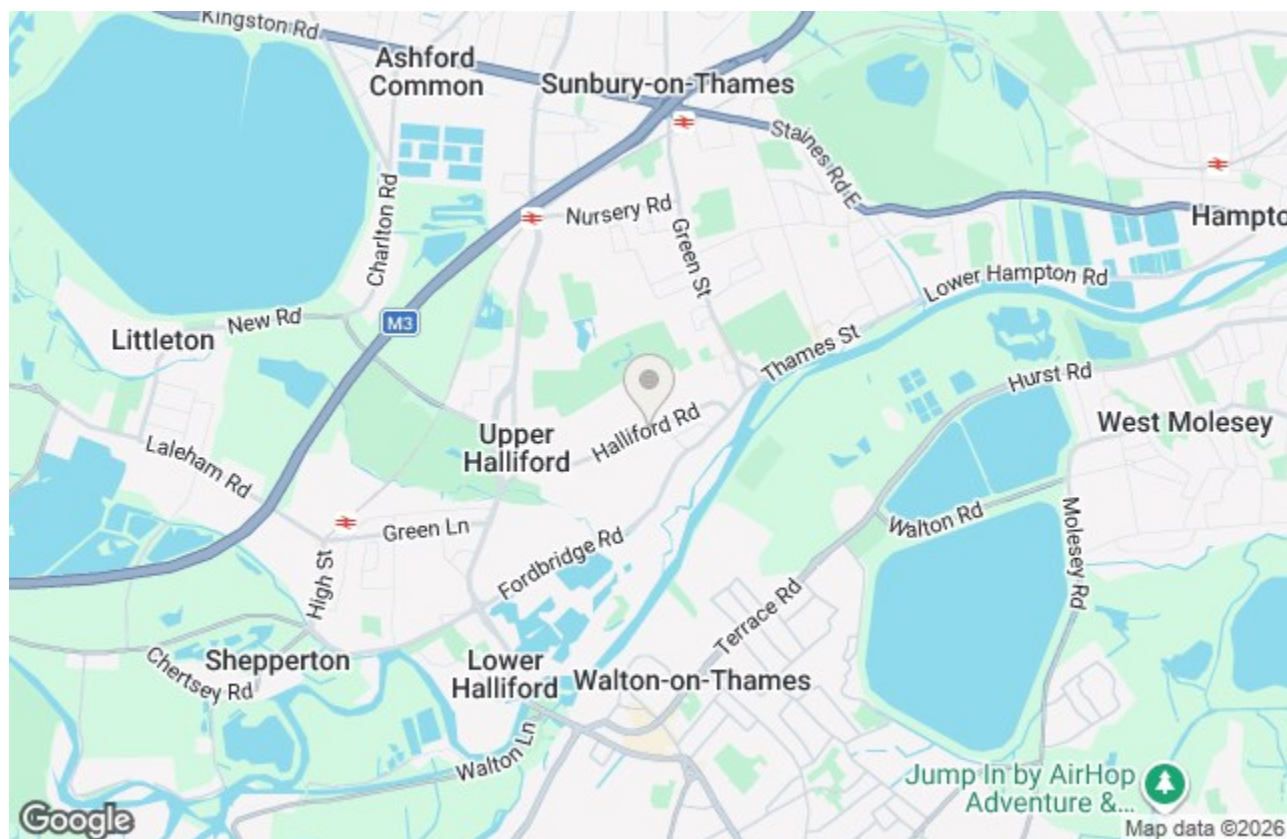 Kingston Rd
Ashford
Common
Sunbury-on-Thames
Staines Rd E
Charlton Rd
Nursery Rd
Green St
Hampto
Lower Hampton Rd
M3
New Rd
Littleton
Thames St
Hurst Rd
Halliford Rd
West Molesey
Upper
Halliford
Laleham Rd
Green Ln
Walton Rd
Molesey Rd
Fordbridge Rd
High St
Terrace Rd
Shepperton
Chertsey Rd
Lower
Halliford
Walton-on-Thames
Walton Ln
Jump In by AirHop
Adventure &...
Google
Map data ©2026